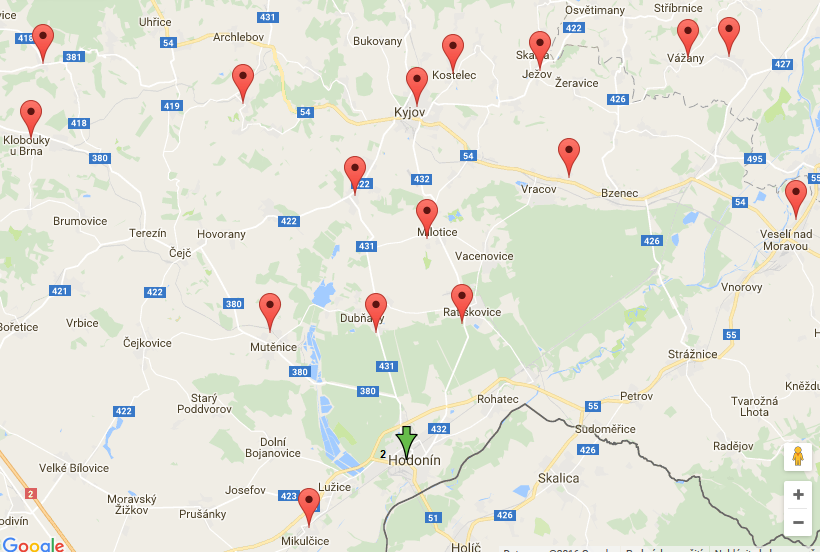 Osvětimany
Stříbrnice
422
431
Uhřice
418
Archlebov
54
Bukovany
381
Vážany
427
Kostelec
Ježov
Žeravice
426
419
54
Kyjov
418
Klobouky
u Brna
380
54
495
432
Vracov
Bzenec
54
Brumovice
422
Milotice
Terezín
Hovorany
431
426
Veselí nad
Moravou
Čejč
Vacenovice
421
422
380
Vnorovy
Ratíškovice
Vrbice
Dubňany
55
Čejkovice
Mutěnice
Strážnice
380
431
380
Starý
Poddvorov
Rohatec
Petrov
55
422
Tvarožná
Lhota
432
Sudoměřice
Dolní
Bojanovice
2
Hodonín
426
Radějov
Velké Bílovice
Skalica
Josefov
Lužice
2
423
Moravský
Žižkov
Prušánky
51
426
Mikulčice
Holíč
Google